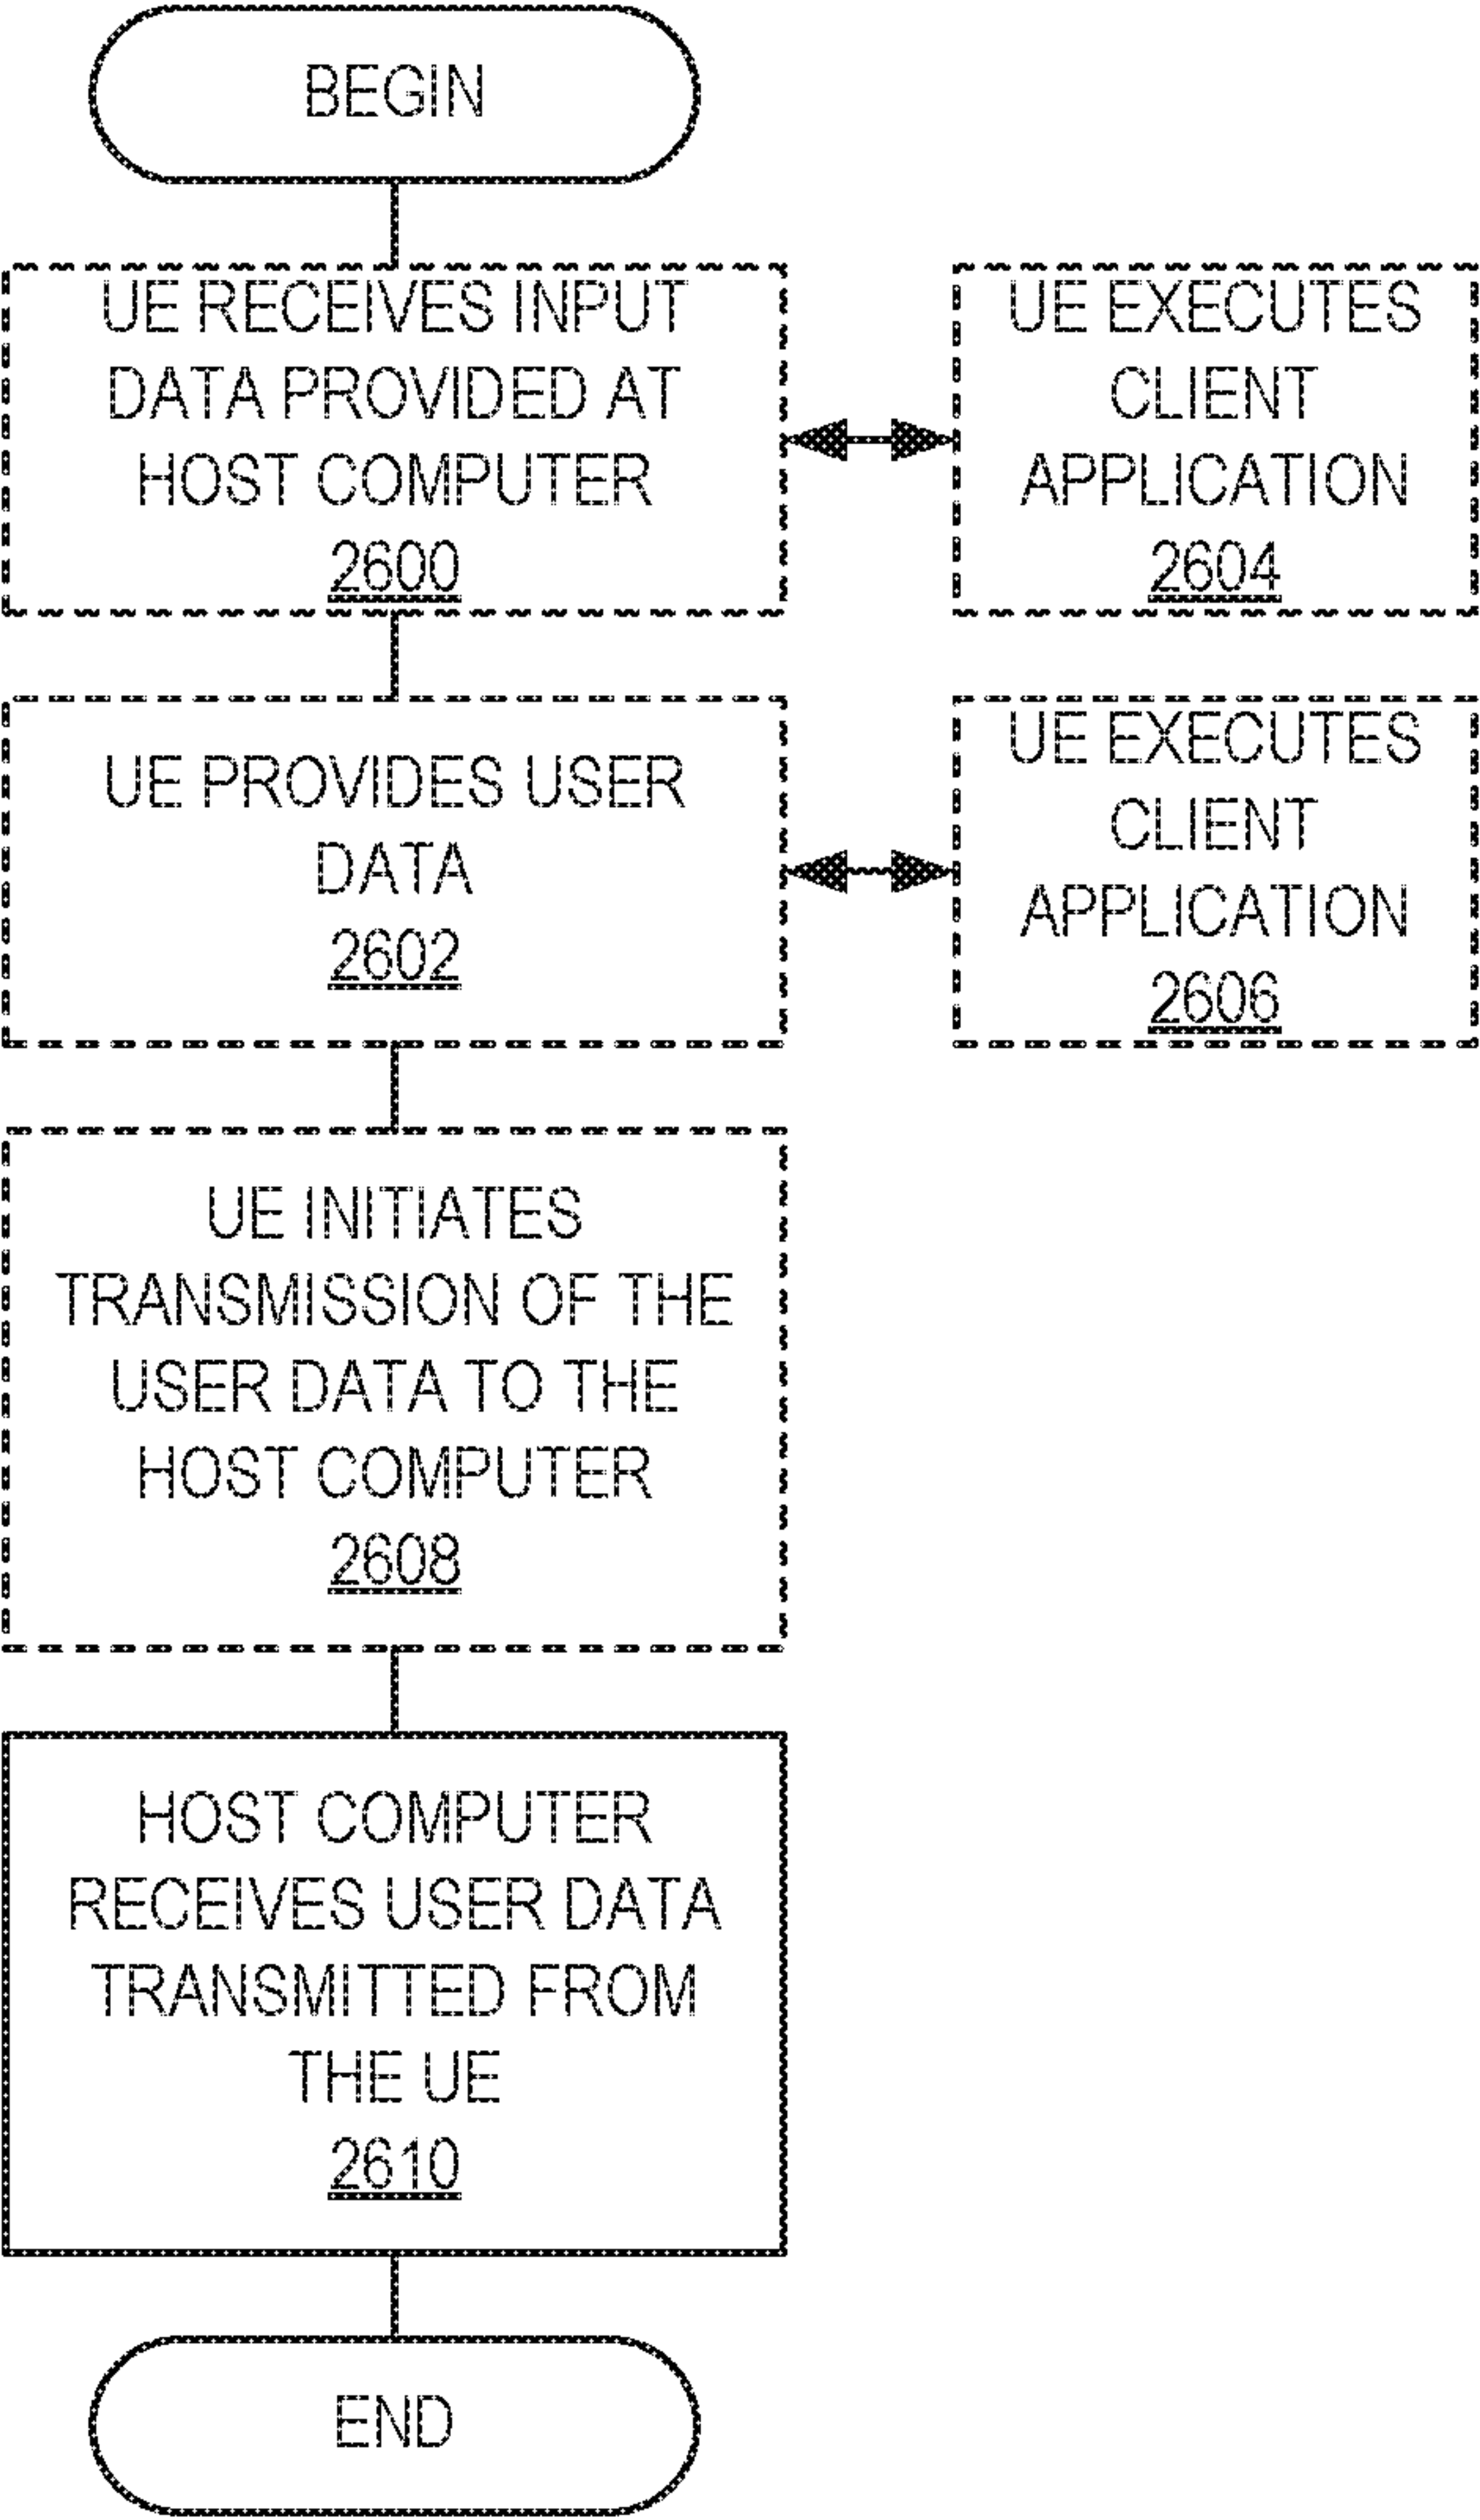 BEGIN
UE RECEIVES INPUT
DATA PROVIDED AT
HOST COMPUTER
2600
UE EXECUTES
CLIENT
APPLICATION
2604
UE PROVIDES USER
DATA
2602
UE EXECUTES
CLIENT
APPLICATION
2606
UE INITIATES
TRANSMISSION OF THE
USER DATA TO THE
HOST COMPUTER
2608
HOST COMPUTER
RECEIVES USER DATA
TRANSMITTED FROM
THE UE
2610
END